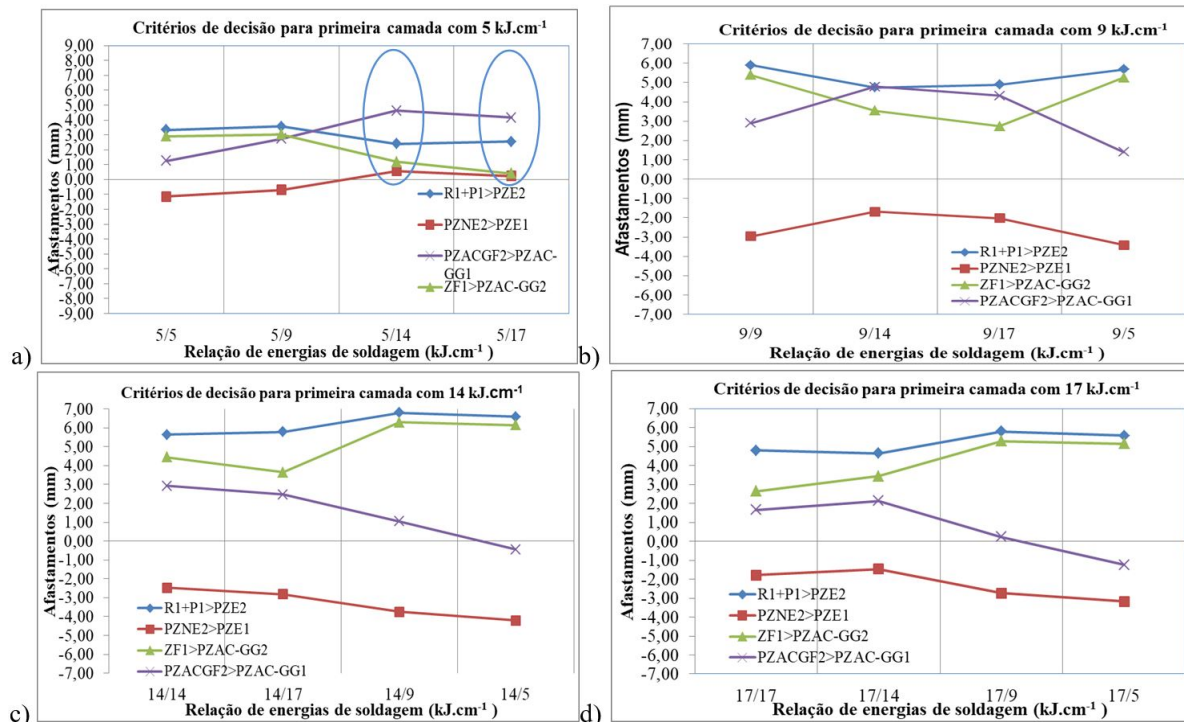 Critérios de decisão para primeira camada com 5 kJ.cm-1
9,00
8,00
7,00
6,00
5,00
4,00
3,00
2,00
1,00
0,00
-1,00
-2,00
-3,00
-4,00
-5,00
-6,00
-7,00
-8,00
-9,00
Afastamentos (mm)
R1+P1>PZE2
PZNE2>PZE1
PZACGF2>PZAC-
GG1
ZF1>PZAC-GG2
5/5 5/9 5/14 5/17
Relação de energias de soldagem (kJ.cm-1 )
a)
Critérios de decisão para primeira camada com 9 kJ.cm-1
7,00
6,00
5,00
4,00
3,00
2,00
1,00
0,00
-1,00
-2,00
-3,00
-4,00
-5,00
-6,00
-7,00
Afastamentos (mm)
R1+P1>PZE2
PZNE2>PZE1
ZF1>PZAC-GG2
PZACGF2>PZAC-GG1
9/9 9/14 9/17 9/5
Relação de energias de soldagem (kJ.cm-1 )
b)
Critérios de decisão para primeira camada com 14 kJ.cm-1
7,00
6,00
5,00
4,00
3,00
2,00
1,00
0,00
-1,00
-2,00
-3,00
-4,00
-5,00
-6,00
-7,00
Afastamentos (mm)
R1+P1>PZE2
PZNE2>PZE1
ZF1>PZAC-GG2
PZACGF2>PZAC-GG1
14/14 14/17 14/9 14/5
Relação de energias de soldagem (kJ.cm-1 )
c)
Critérios de decisão para primeira camada com 17 kJ.cm-1
7,00
6,00
5,00
4,00
3,00
2,00
1,00
0,00
-1,00
-2,00
-3,00
-4,00
-5,00
-6,00
-7,00
Afastamentos (mm)
R1+P1>PZE2
PZNE2>PZE1
ZF1>PZAC-GG2
PZACGF2>PZAC-GG1
17/17 17/14 17/9 17/5
Relação de energias de soldagem (kJ.cm-1 )
d)